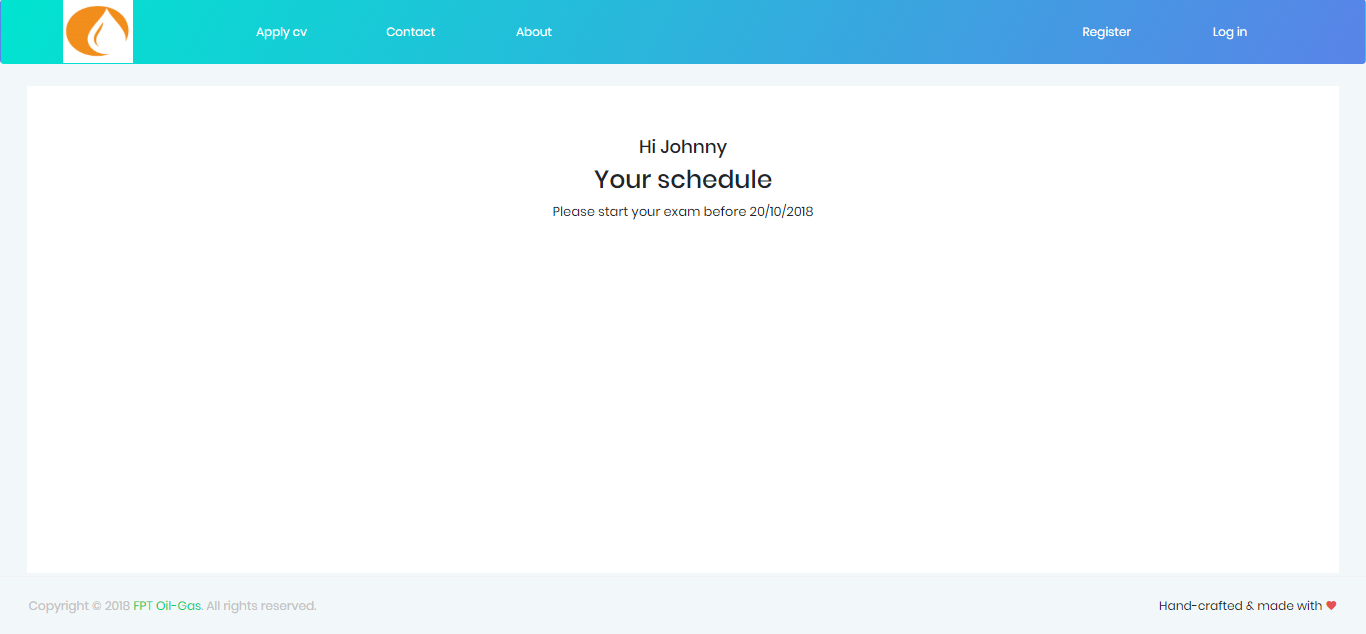 Apply cv Contact About Register Log in
Hi Johnny
Your schedule
Please start your exam before 20/10/2018
Copyright © 2018 FPT Oil-Gas. All rights reserved. Hand-crafted & made with ❤